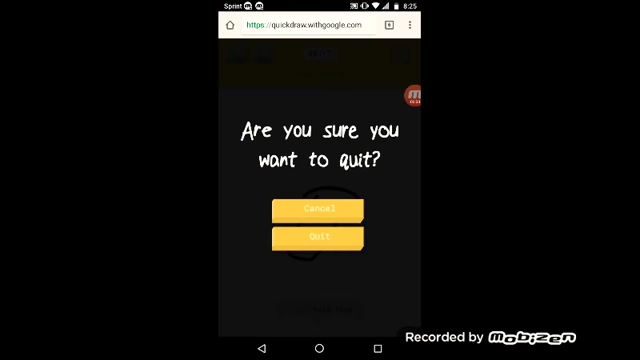 Sprint 8:25
https://quickdraw.withgoogle.com
Are you sure you
want to quit?
Cancel
Quit
Recorded by mobizen